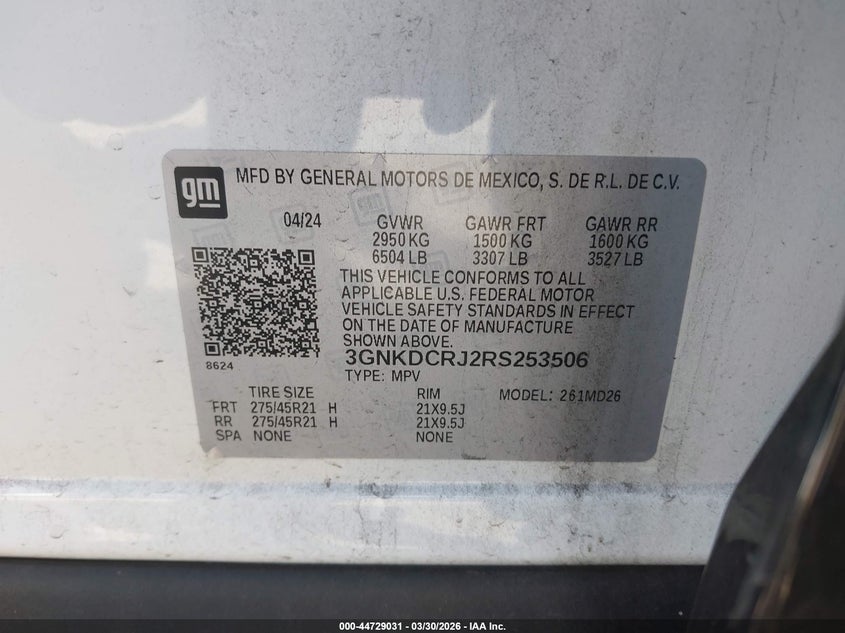 gm
MFD BY GENERAL MOTORS DE MEXICO, S. DE R.L. DE C.V.
04/24 GVWR GAWR FRT GAWR RR
2950 KG 1500 KG 1600 KG
6504 LB 3307 LB 3527 LB
THIS VEHICLE CONFORMS TO ALL
APPLICABLE U.S. FEDERAL MOTOR
VEHICLE SAFETY STANDARDS IN EFFECT
ON THE DATE OF MANUFACTURE
SHOWN ABOVE.
3GNKDCRJ2RS253506
8624
TYPE: MPV
TIRE SIZE RIM MODEL: 261MD26
FRT 275/45R21 H 21X9.5J
RR 275/45R21 H 21X9.5J
SPA NONE NONE
000-44729031 — 03/30/2026 — IAA Inc.